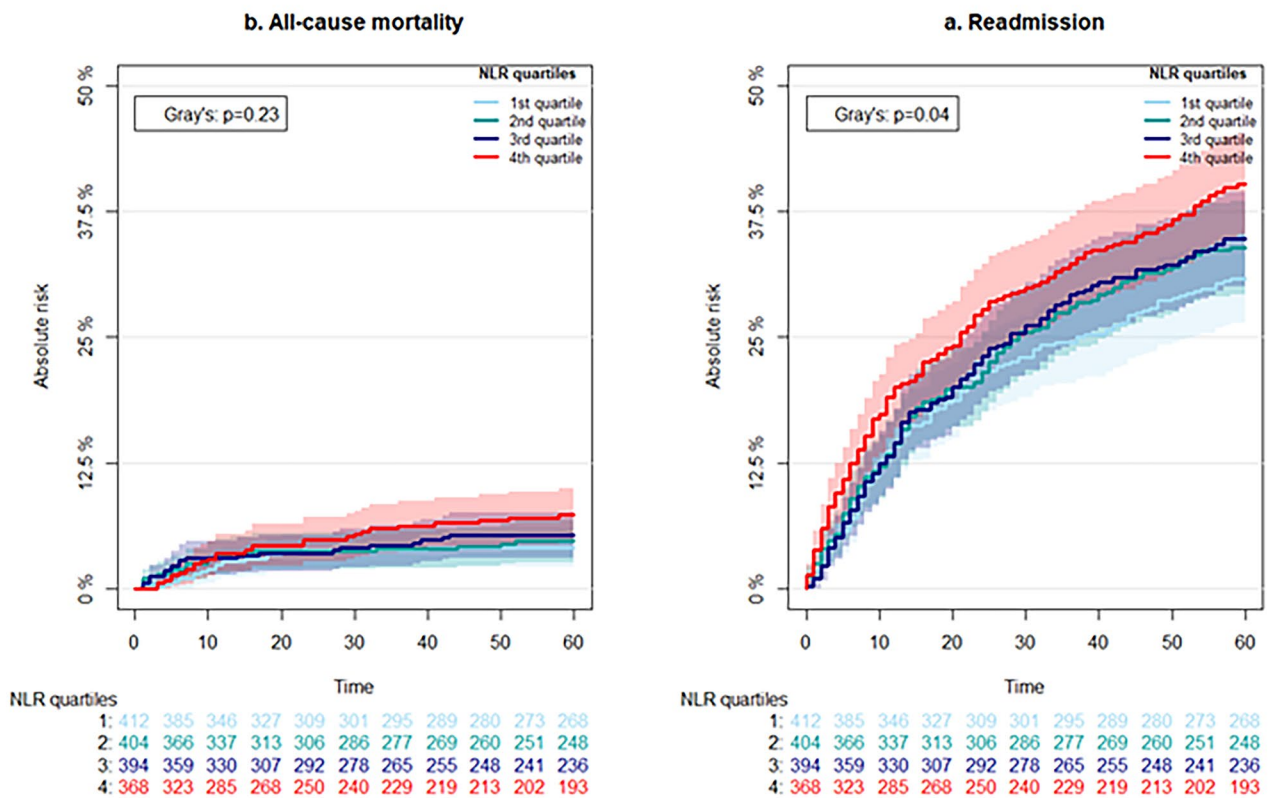 b. All-cause mortality
NLR quartiles
Gray's: p=0.23
1st quartile
2nd quartile
3rd quartile
4th quartile
50 %
37.5 %
25 %
12.5 %
0 %
Absolute risk
0 10 20 30 40 50 60
Time
NLR quartiles
1: 412 385 346 327 309 301 295 289 280 273 268
2: 404 366 337 313 306 286 277 269 260 251 248
3: 394 359 330 307 292 278 265 255 248 241 236
4: 368 323 285 268 250 240 229 219 213 202 193
a. Readmission
NLR quartiles
Gray's: p=0.04
1st quartile
2nd quartile
3rd quartile
4th quartile
50 %
37.5 %
25 %
12.5 %
0 %
Absolute risk
0 10 20 30 40 50 60
Time
NLR quartiles
1: 412 385 346 327 309 301 295 289 280 273 268
2: 404 366 337 313 306 286 277 269 260 251 248
3: 394 359 330 307 292 278 265 255 248 241 236
4: 368 323 285 268 250 240 229 219 213 202 193